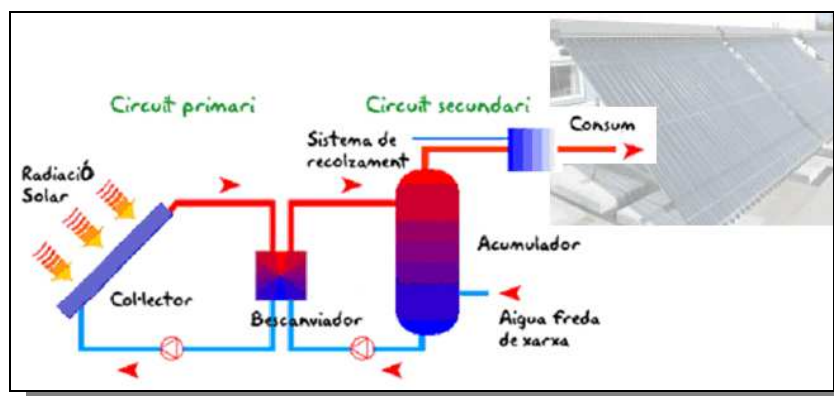 Circuit primari
Circuit secundari
Consum
Sistema de
recolzament
Radiació
Solar
Acumulador
Col·lector
Bescanviador
Aigua freda
de xarxa